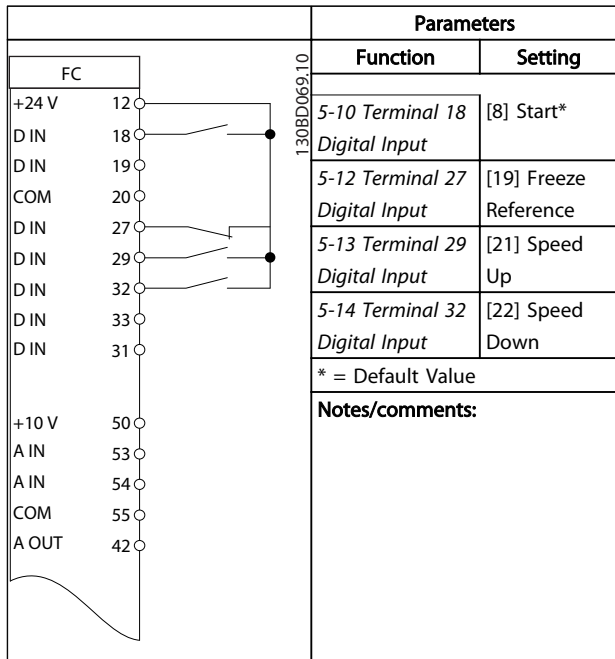 FC
+24 V 12
D IN 18
D IN 19
COM 20
D IN 27
D IN 29
D IN 32
D IN 33
D IN 31
+10 V 50
A IN 53
A IN 54
COM 55
A OUT 42
130BD069.10
Parameters
Function Setting
5-10 Terminal 18 [8] Start*
Digital Input
5-12 Terminal 27 [19] Freeze
Digital Input Reference
5-13 Terminal 29 [21] Speed
Digital Input Up
5-14 Terminal 32 [22] Speed
Digital Input Down
* = Default Value
Notes/comments: